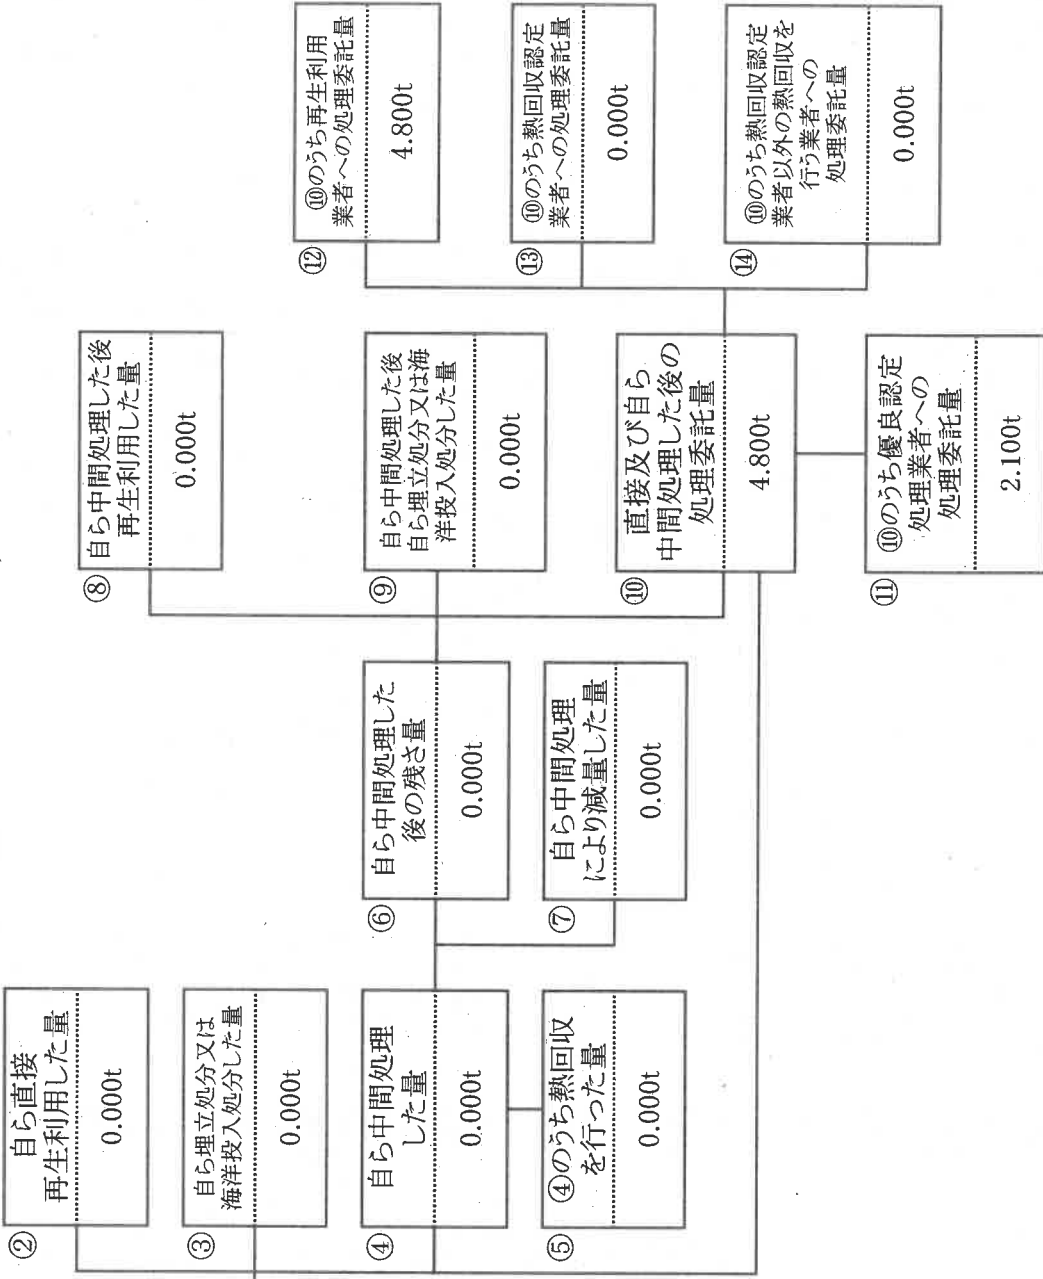 ②
自ら直接
再生利用した量
0.000t
③
自ら埋立処分又は
海洋投入処分した量
0.000t
④
自ら中間処理
した量
0.000t
⑤
④のうち熱回収
を行った量
0.000t
⑥
自ら中間処理した
後の残さ量
0.000t
⑦
自ら中間処理
により減量した量
0.000t
⑧
自ら中間処理した後
再生利用した量
0.000t
⑨
自ら中間処理した後
自ら埋立処分又は海
洋投入処分した量
0.000t
⑩
直接及び自ら
中間処理した後の
処理委託量
4.800t
⑪
⑩のうち優良認定
処理業者への
処理委託量
2.100t
⑫
⑩のうち再生利用
業者への処理委託量
4.800t
⑬
⑩のうち熱回収認定
業者への処理委託量
0.000t
⑭
⑩のうち熱回収認定
業者以外の熱回収を
行う業者への
処理委託量
0.000t